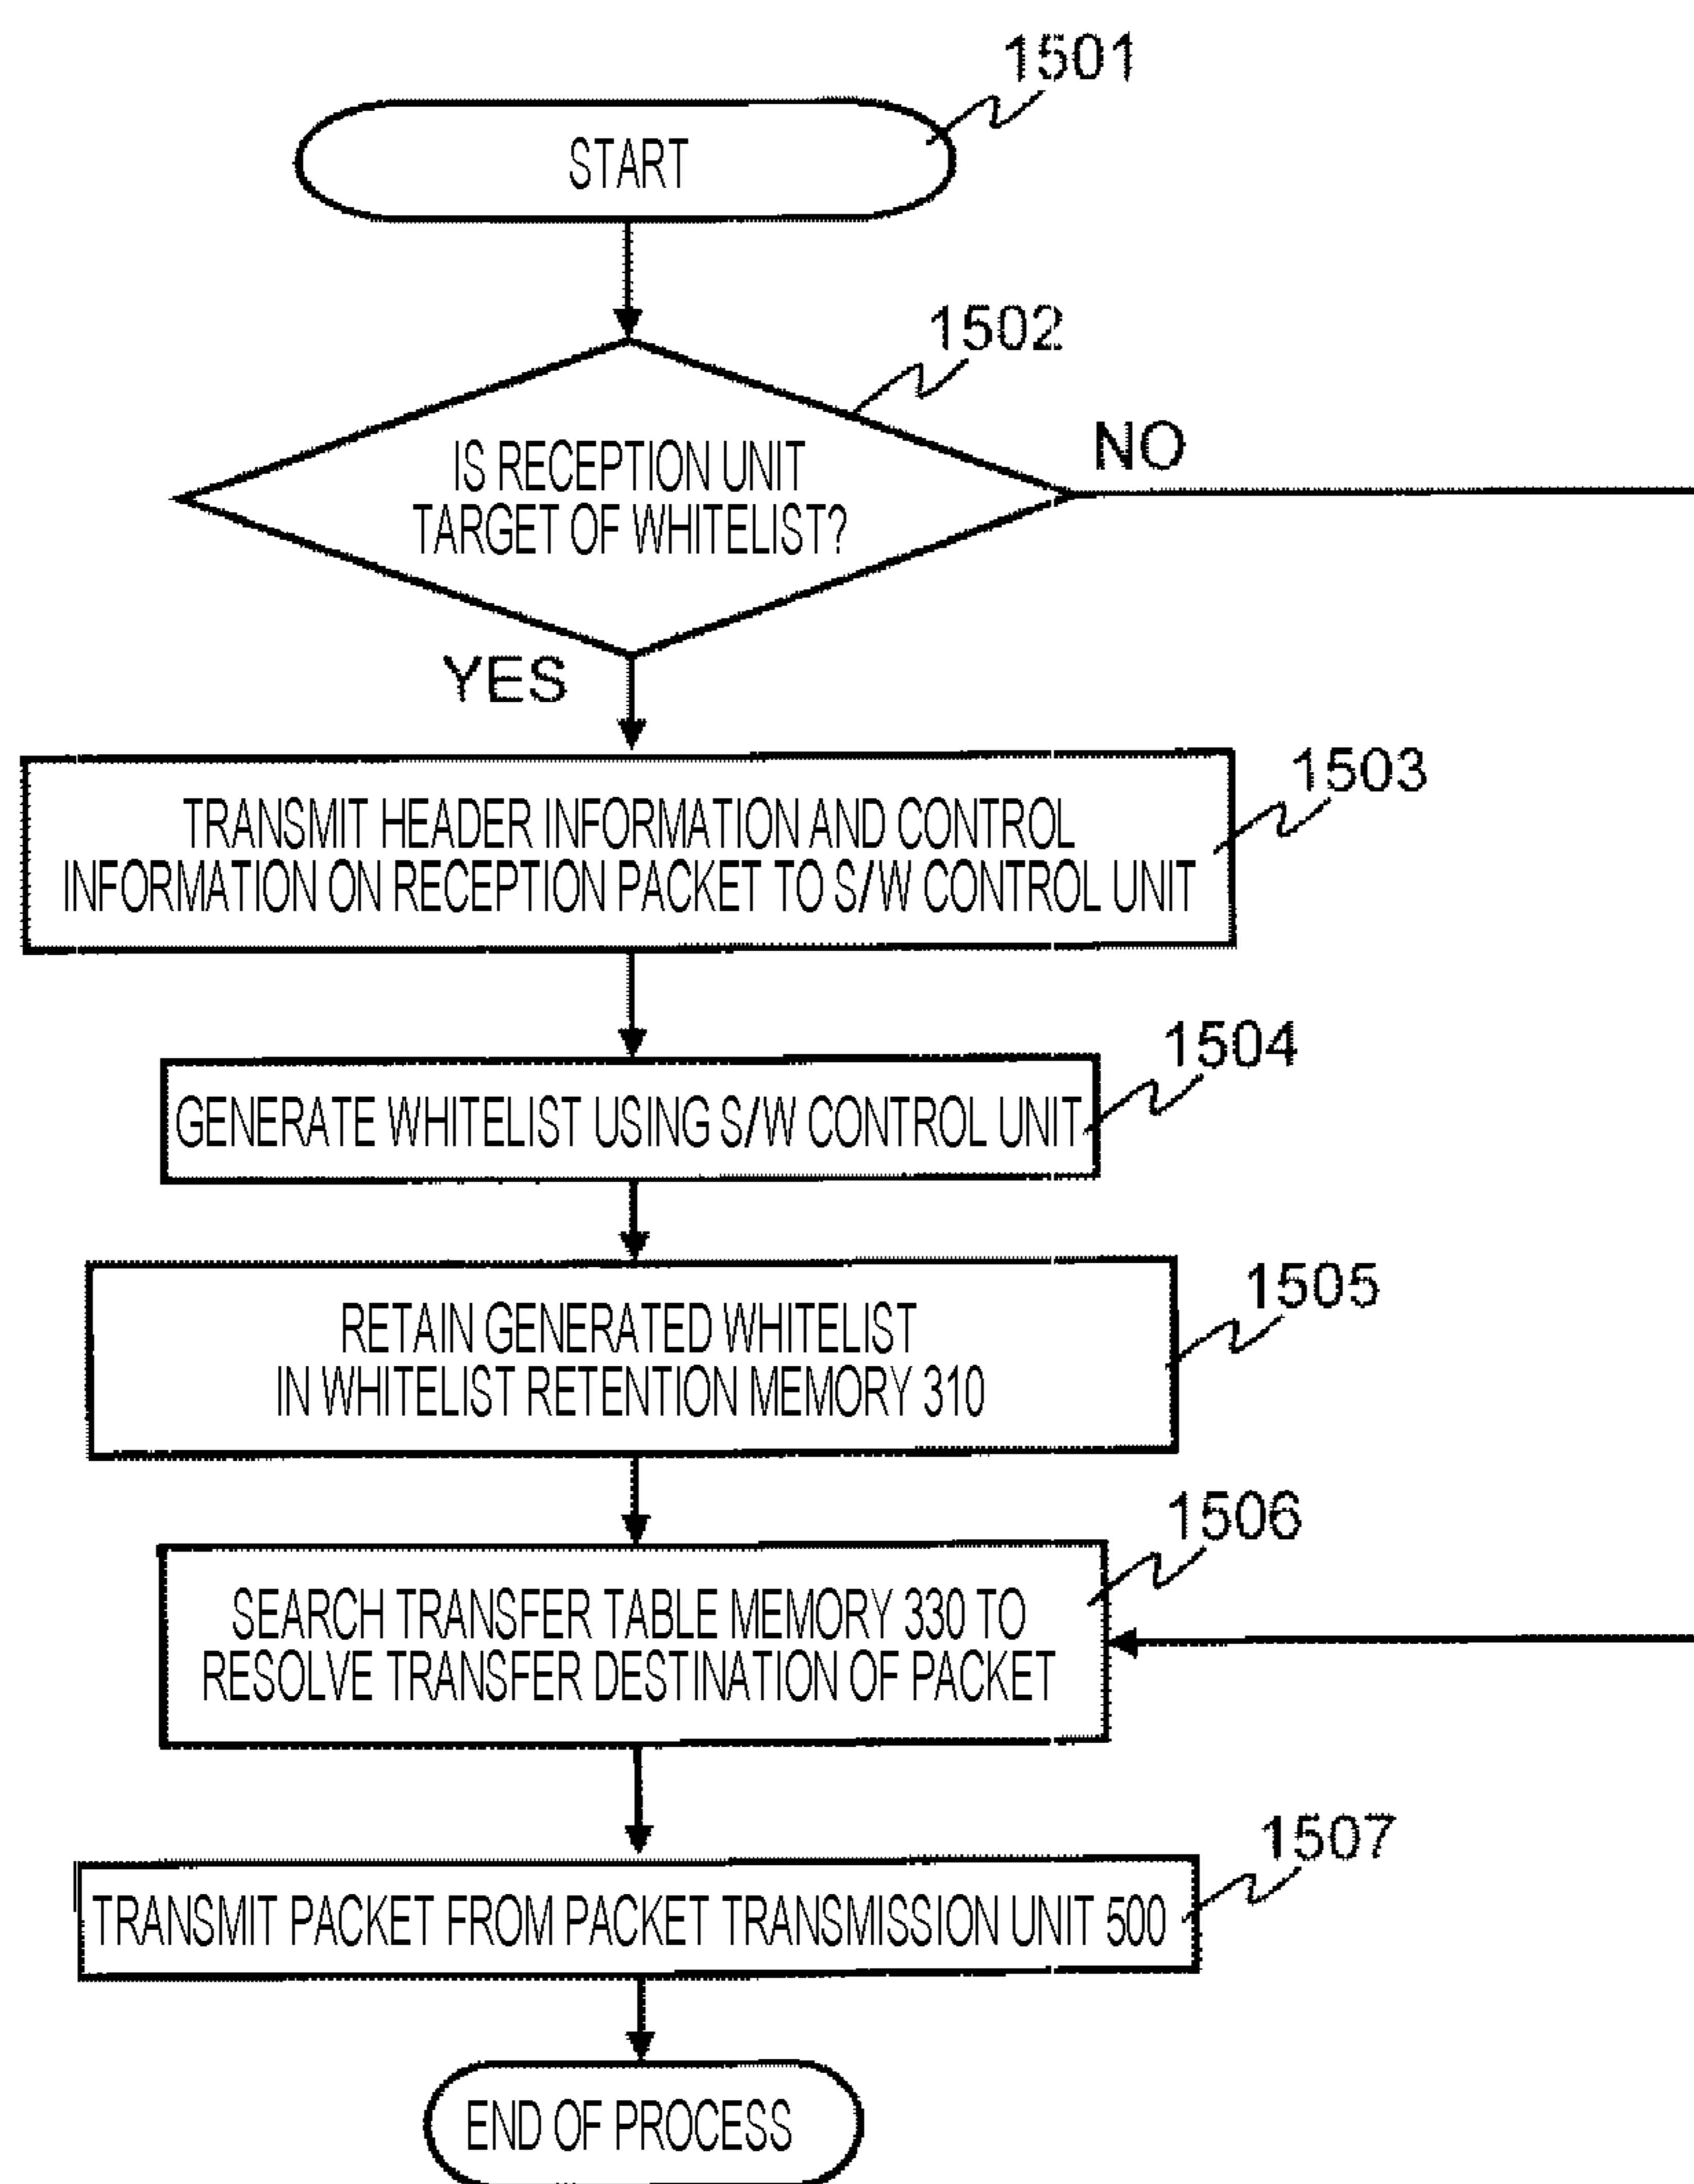 1501
START
1502
IS RECEPTION UNIT
TARGET OF WHITELIST?
NO
YES
1503
TRANSMIT HEADER INFORMATION AND CONTROL
INFORMATION ON RECEPTION PACKET TO S/W CONTROL UNIT
1504
GENERATE WHITELIST USING S/W CONTROL UNIT
1505
RETAIN GENERATED WHITELIST
IN WHITELIST RETENTION MEMORY 310
1506
SEARCH TRANSFER TABLE MEMORY 330 TO
RESOLVE TRANSFER DESTINATION OF PACKET
1507
TRANSMIT PACKET FROM PACKET TRANSMISSION UNIT 500
END OF PROCESS